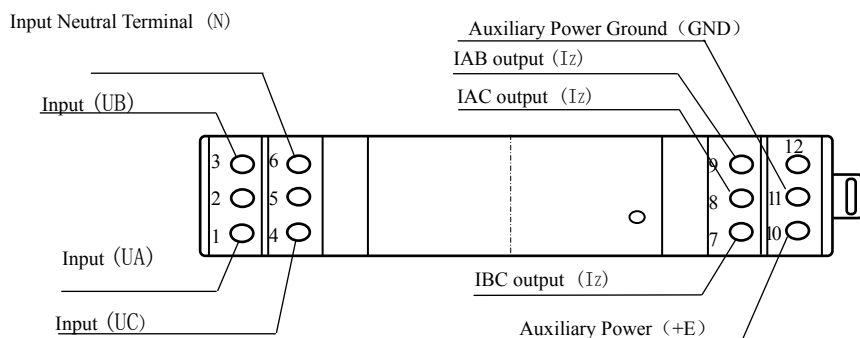 Input Neutral Terminal (N)
Auxiliary Power Ground (GND)
IAB output (Iz)
Input (UB)
IAC output (Iz)
3 6 9 12
2 5 8 11
1 4 7 10
Input (UA)
IBC output (Iz)
Input (UC)
Auxiliary Power (+E)